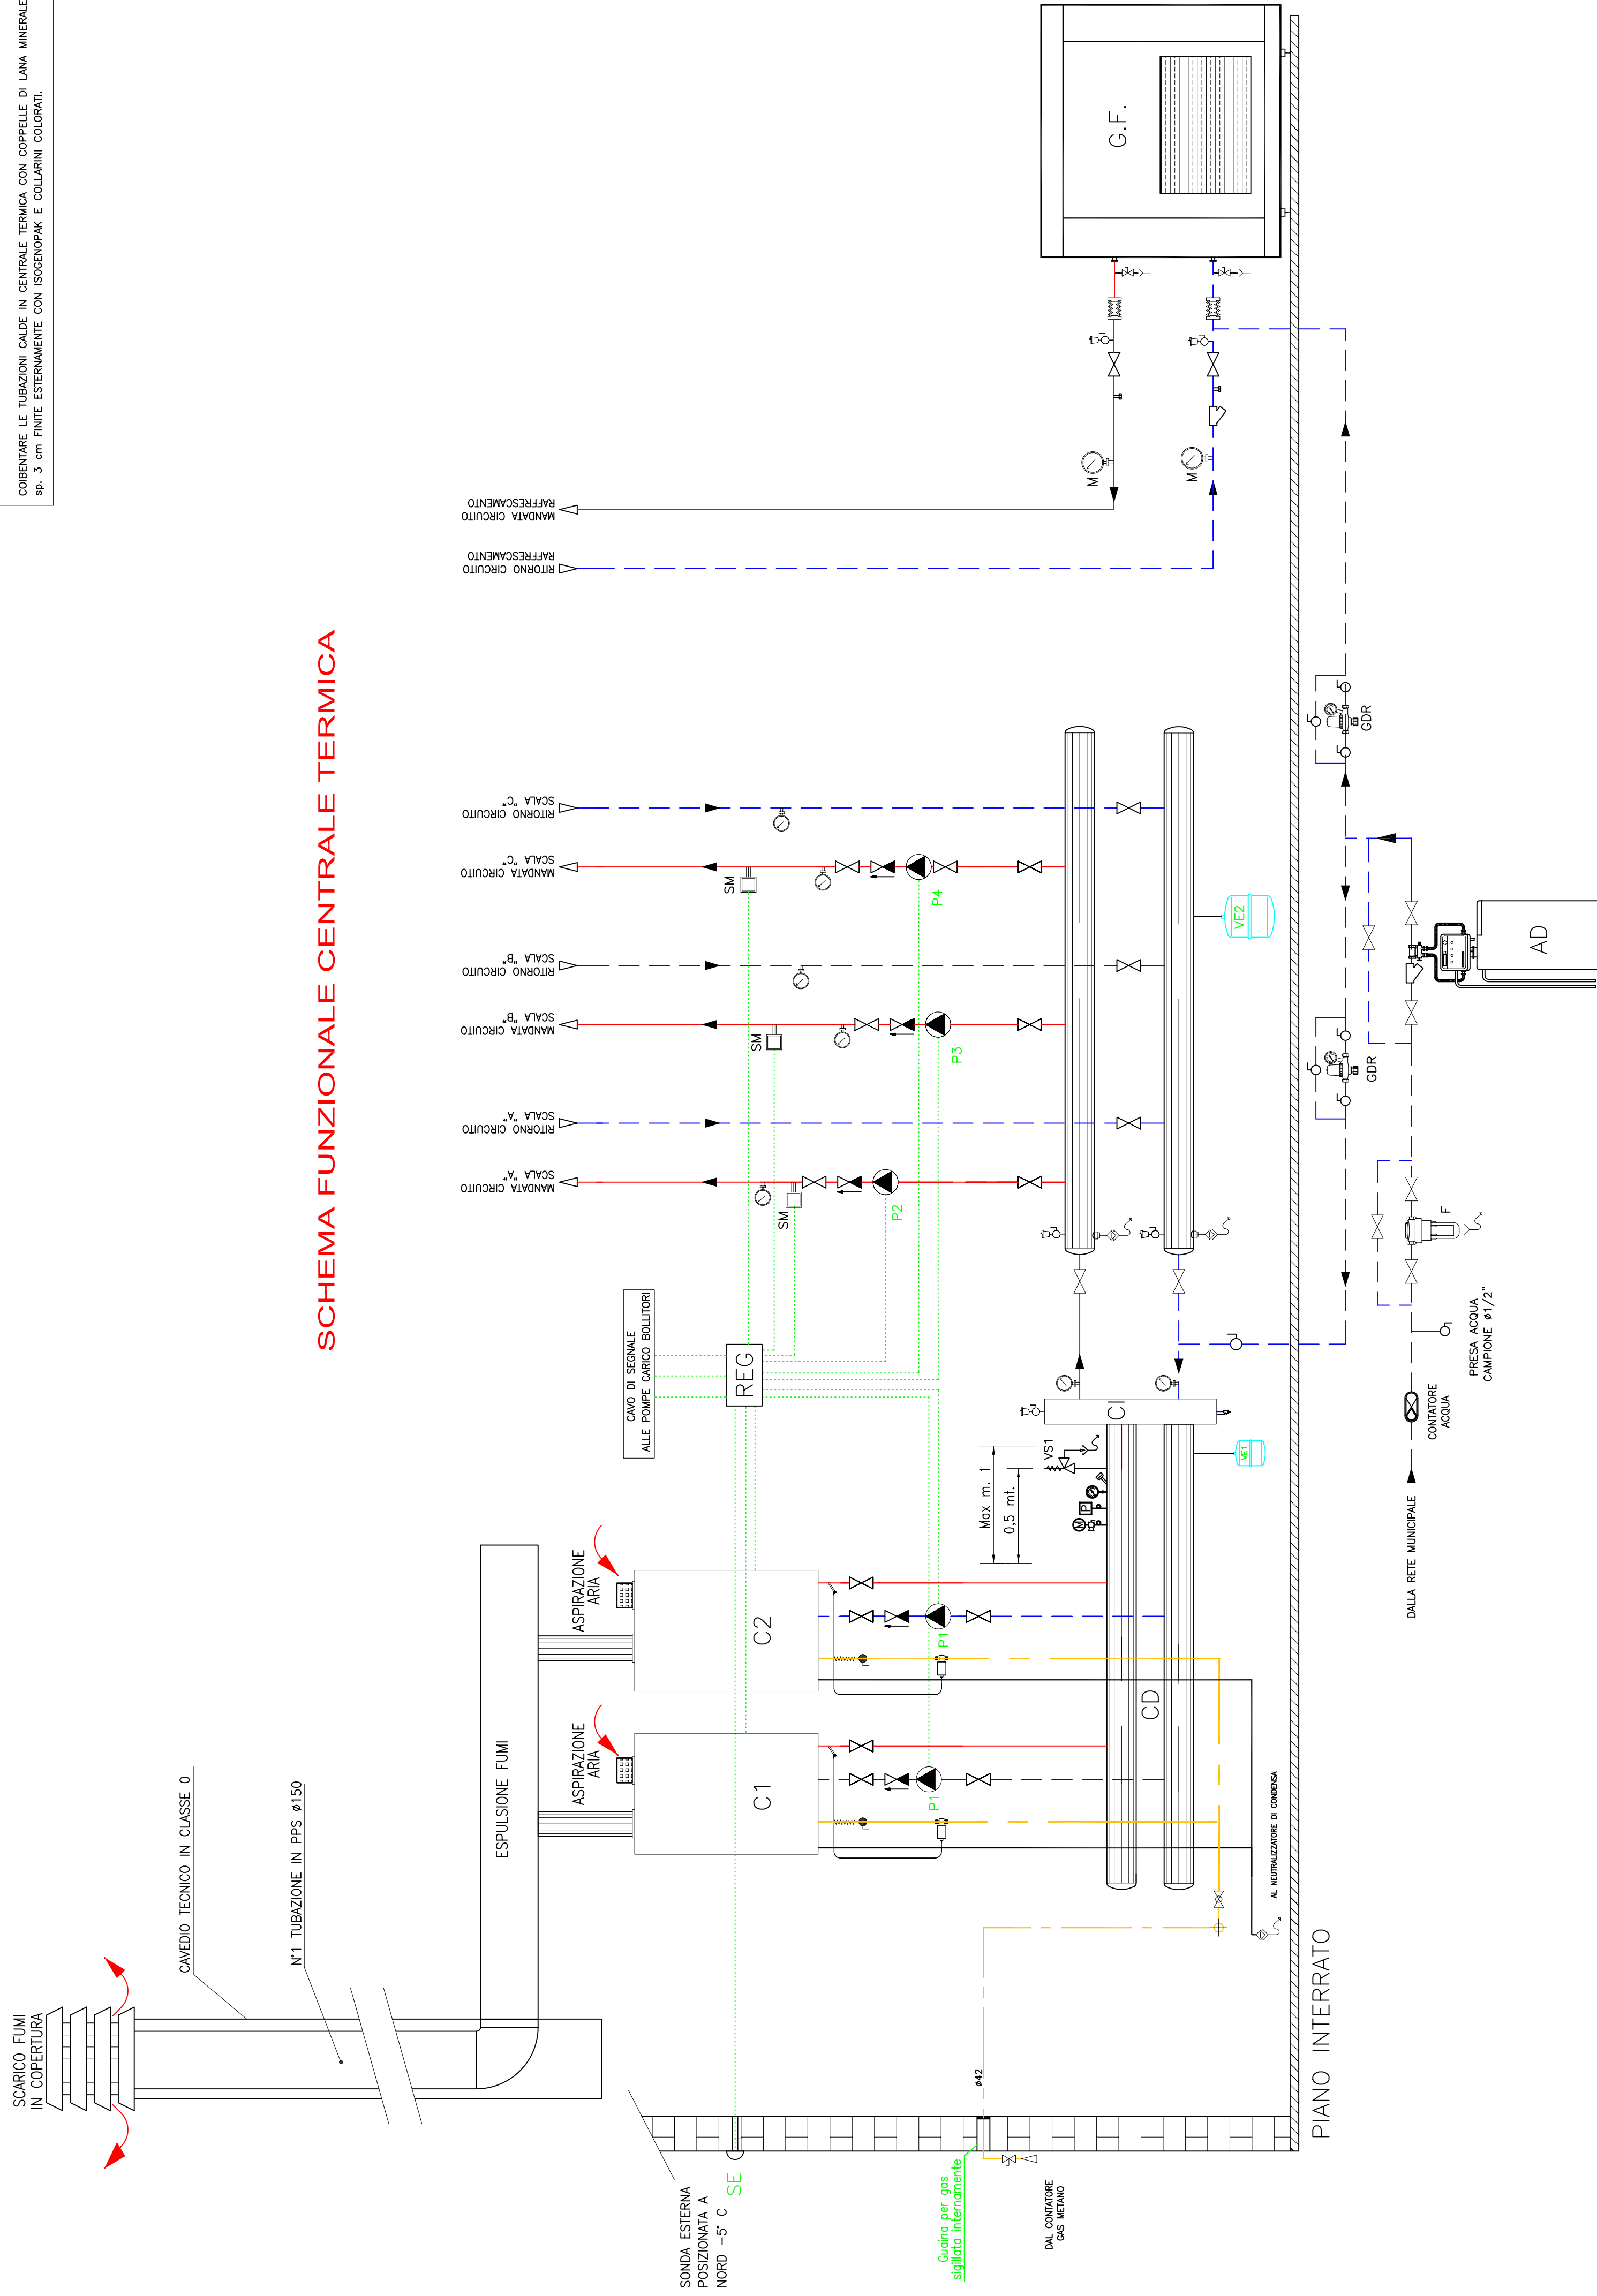 COIBENTARE LE TUBAZIONI CALDE IN CENTRALE TERMICA CON COPPELLE DI LANA MINERALE
sp. 3 cm FINITE ESTERNAMENTE CON ISOGENOPAK E COLLARINI COLORATI.
SCHEMA FUNZIONALE CENTRALE TERMICA
SCARICO FUMI
IN COPERTURA
CAVEDIO TECNICO IN CLASSE 0
N°1 TUBAZIONE IN PPS ø150
ESPULSIONE FUMI
ASPIRAZIONE
ARIA
ASPIRAZIONE
ARIA
C1
C2
CAVO DI SEGNALE
ALLE POMPE CARICO BOLLITORI
REG
MANDATA CIRCUITO
SCALA "A"
RITORNO CIRCUITO
SCALA "A"
MANDATA CIRCUITO
SCALA "B"
RITORNO CIRCUITO
SCALA "B"
MANDATA CIRCUITO
SCALA "C"
RITORNO CIRCUITO
SCALA "C"
RITORNO CIRCUITO
RAFFRESCAMENTO
MANDATA CIRCUITO
RAFFRESCAMENTO
SM
SM
SM
P2
P3
P4
P1
P1
M
M
G.F.
SONDA ESTERNA
POSIZIONATA A
NORD -5° C
SE
Guaina per gas
sigillata internamente
ø42
DAL CONTATORE
GAS METANO
Max m. 1
0,5 mt.
VS1
M
P
CI
CD
VE1
VE2
AL NEUTRALIZZATORE DI CONDENSA
PIANO INTERRATO
GDR
GDR
DALLA RETE MUNICIPALE
CONTATORE
ACQUA
PRESA ACQUA
CAMPIONE ø1/2"
F
AD